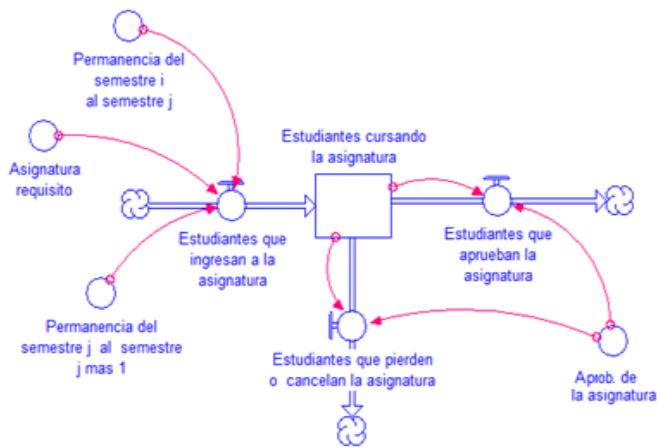 Permanencia del
semestre i
al semestre j
Asignatura
requisito
Estudiantes cursando
la asignatura
Estudiantes que
ingresan a la
asignatura
Estudiantes que
aprueban la
asignatura
Permanencia del
semestre j al semestre
j mas 1
Estudiantes que pierden
o cancelan la asignatura
Aprob. de
la asignatura